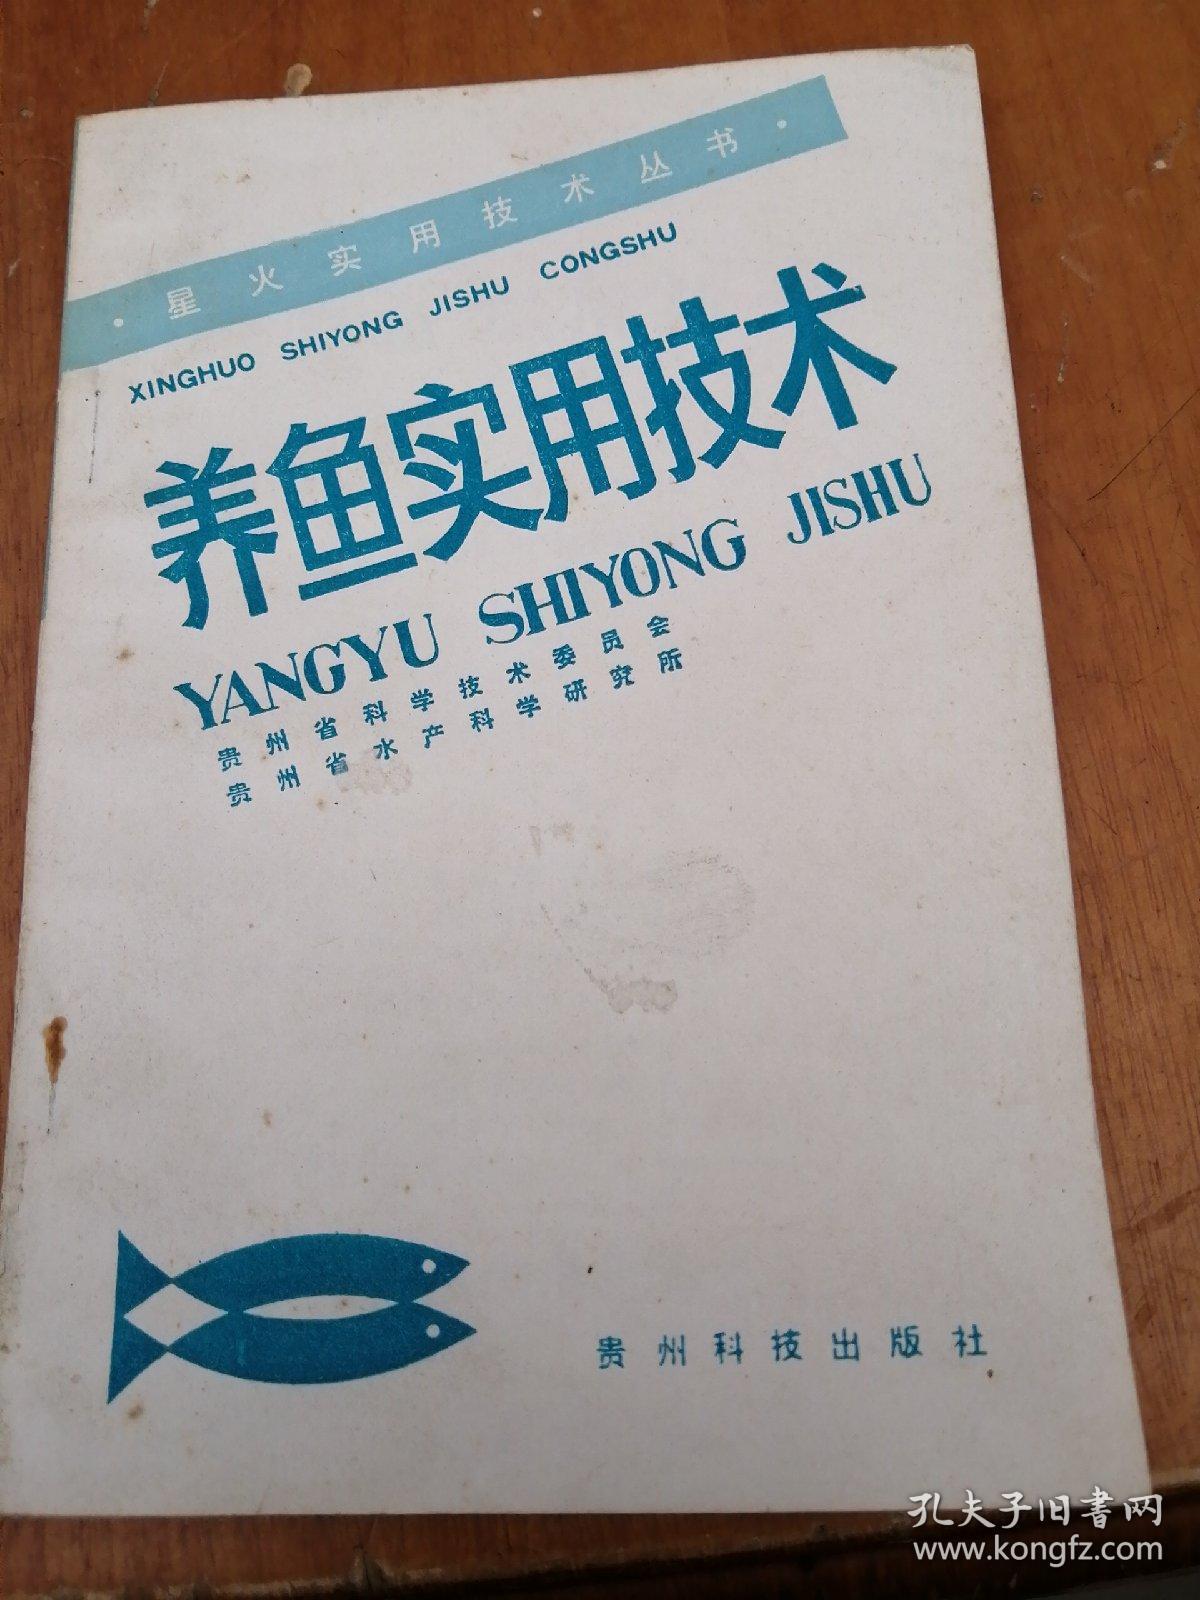 ·星火实用技术丛书·
XINGHUO SHIYONG JISHU CONGSHU
养鱼实用技术
YANGYU SHIYONG JISHU
贵州省科学技术委员会
贵州省水产科学研究所
贵州科技出版社
孔夫子旧書网
www.kongfz.com